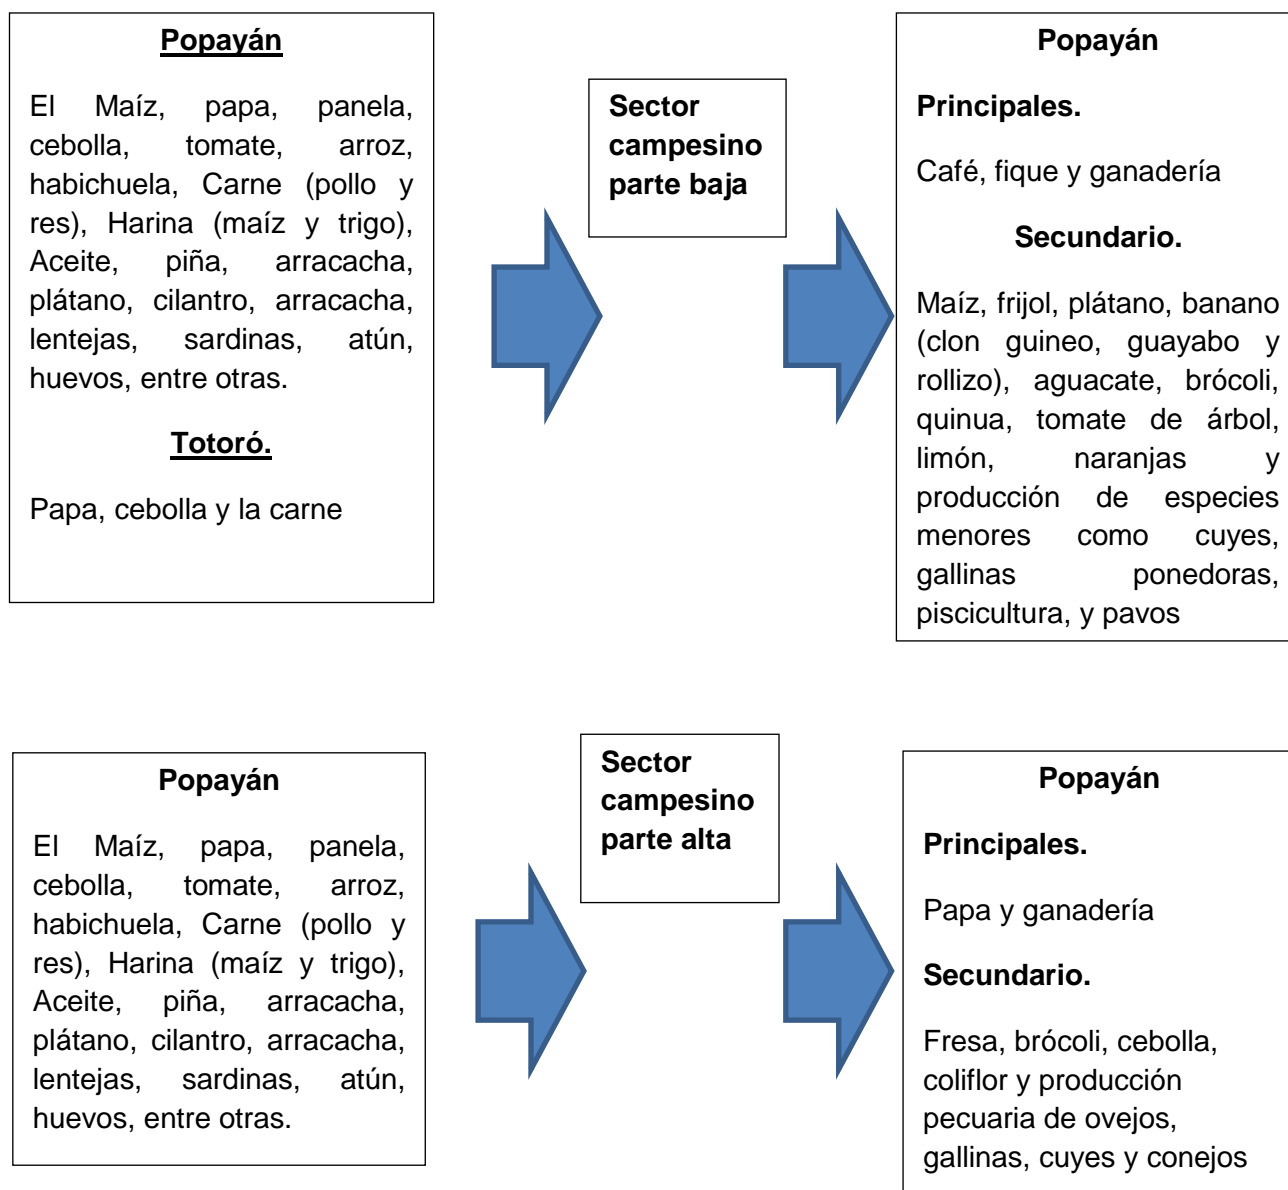 Popayán
El Maíz, papa, panela,
cebolla, tomate, arroz,
habichuela, Carne (pollo y
res), Harina (maíz y trigo),
Aceite, piña, arracacha,
plátano, cilantro, arracacha,
lentejas, sardinas, atún,
huevos, entre otras.
Totoró.
Papa, cebolla y la carne
Sector
campesino
parte baja
Popayán
Principales.
Café, fique y ganadería
Secundario.
Maíz, frijol, plátano, banano
(clon guineo, guayabo y
rollizo), aguacate, brócoli,
quinua, tomate de árbol,
limón, naranjas y
producción de especies
menores como cuyes,
gallinas ponedoras,
piscicultura, y pavos
Popayán
El Maíz, papa, panela,
cebolla, tomate, arroz,
habichuela, Carne (pollo y
res), Harina (maíz y trigo),
Aceite, piña, arracacha,
plátano, cilantro, arracacha,
lentejas, sardinas, atún,
huevos, entre otras.
Sector
campesino
parte alta
Popayán
Principales.
Papa y ganadería
Secundario.
Fresa, brócoli, cebolla,
coliflor y producción
pecuaria de ovejos,
gallinas, cuyes y conejos